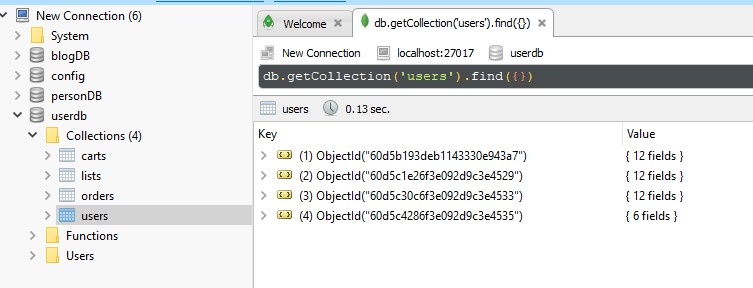 New Connection (6)
System
blogDB
config
personDB
userdb
Collections (4)
carts
lists
orders
users
Functions
Users
Welcome
db.getCollection('users').find({})
New Connection localhost:27017 userdb
db.getCollection('users').find({})
users 0.13 sec.
Key Value
(1) ObjectId("60d5b193deb1143330e943a7") { 12 fields }
(2) ObjectId("60d5c1e26f3e092d9c3e4529") { 12 fields }
(3) ObjectId("60d5c30c6f3e092d9c3e4533") { 12 fields }
(4) ObjectId("60d5c4286f3e092d9c3e4535") { 6 fields }